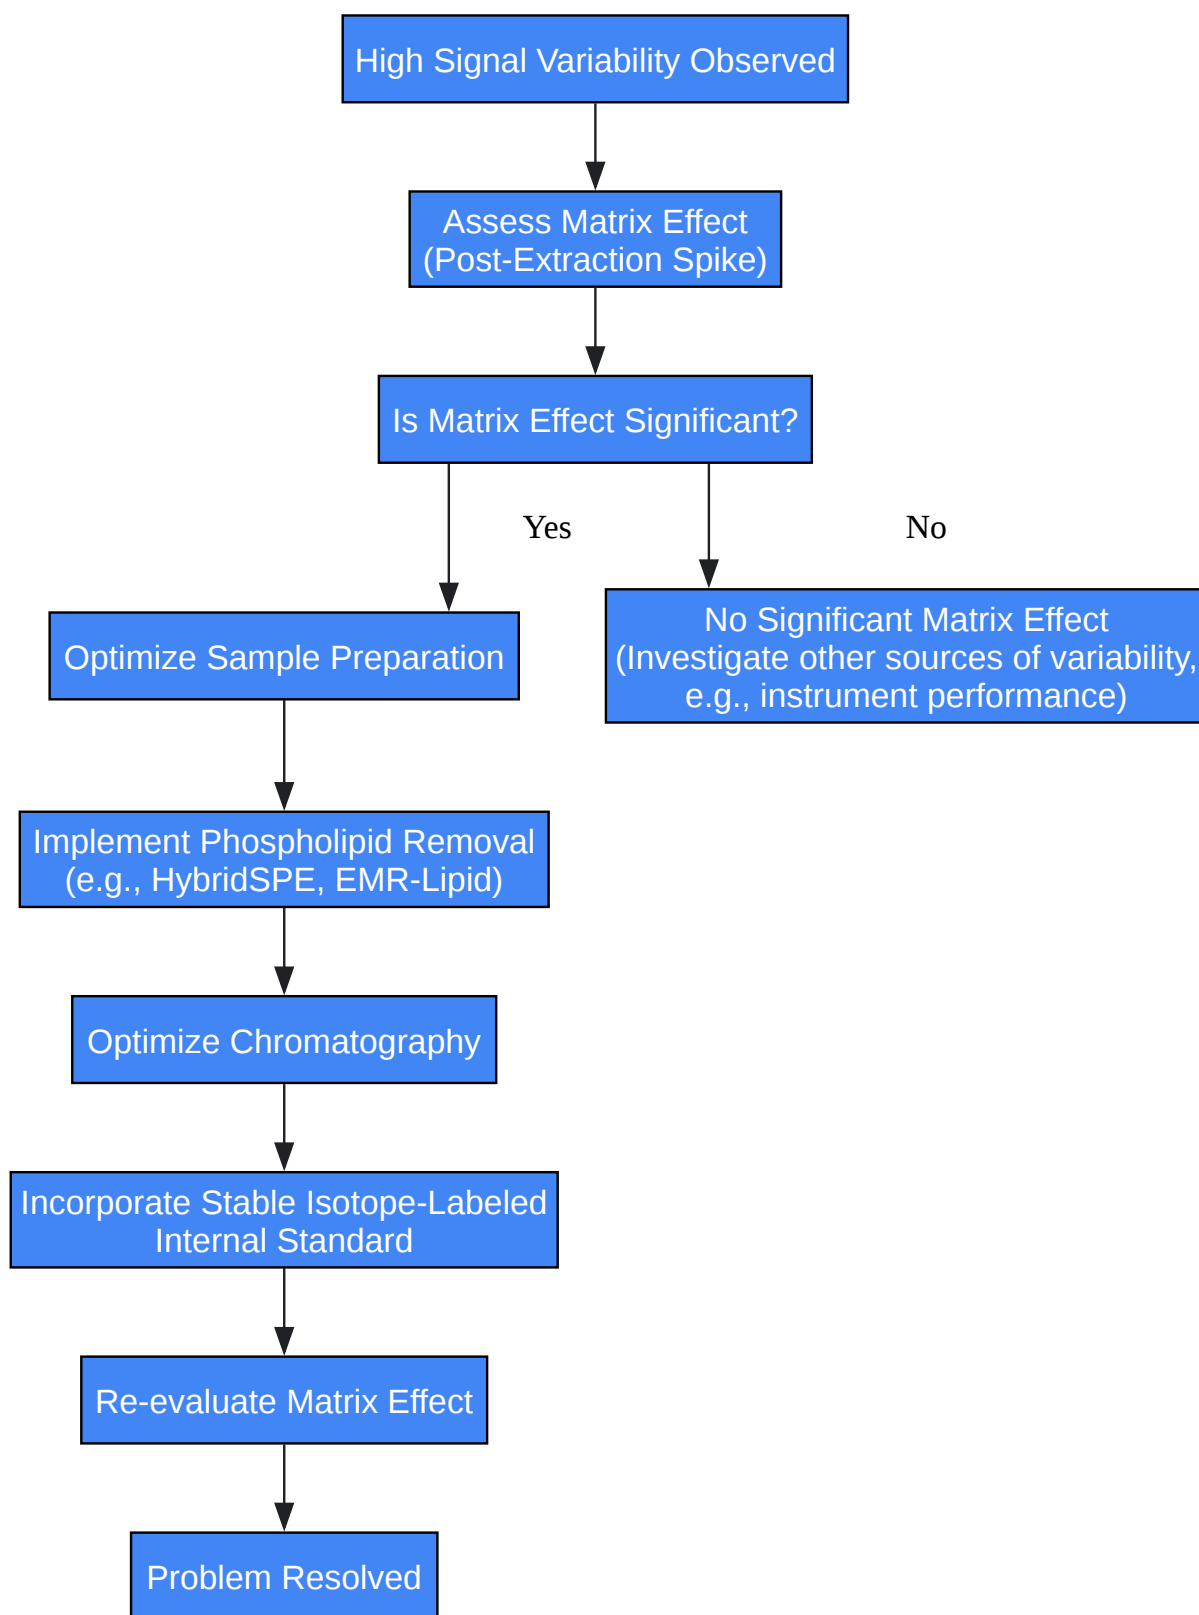 High Signal Variability Observed
Assess Matrix Effect
(Post-Extraction Spike)
Is Matrix Effect Significant?
Yes
No
Optimize Sample Preparation
No Significant Matrix Effect
(Investigate other sources of variability,
e.g., instrument performance)
Implement Phospholipid Removal
(e.g., HybridSPE, EMR-Lipid)
Optimize Chromatography
Incorporate Stable Isotope-Labeled
Internal Standard
Re-evaluate Matrix Effect
Problem Resolved